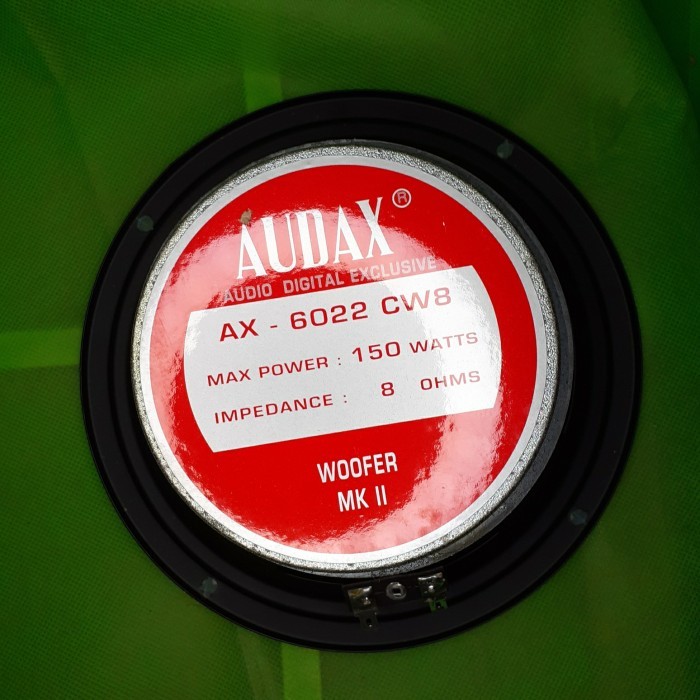 AUDAX®
AUDIO DIGITAL EXCLUSIVE
AX - 6022 CW8
MAX POWER : 150 WATTS
IMPEDANCE : 8 OHMS
WOOFER
MK II